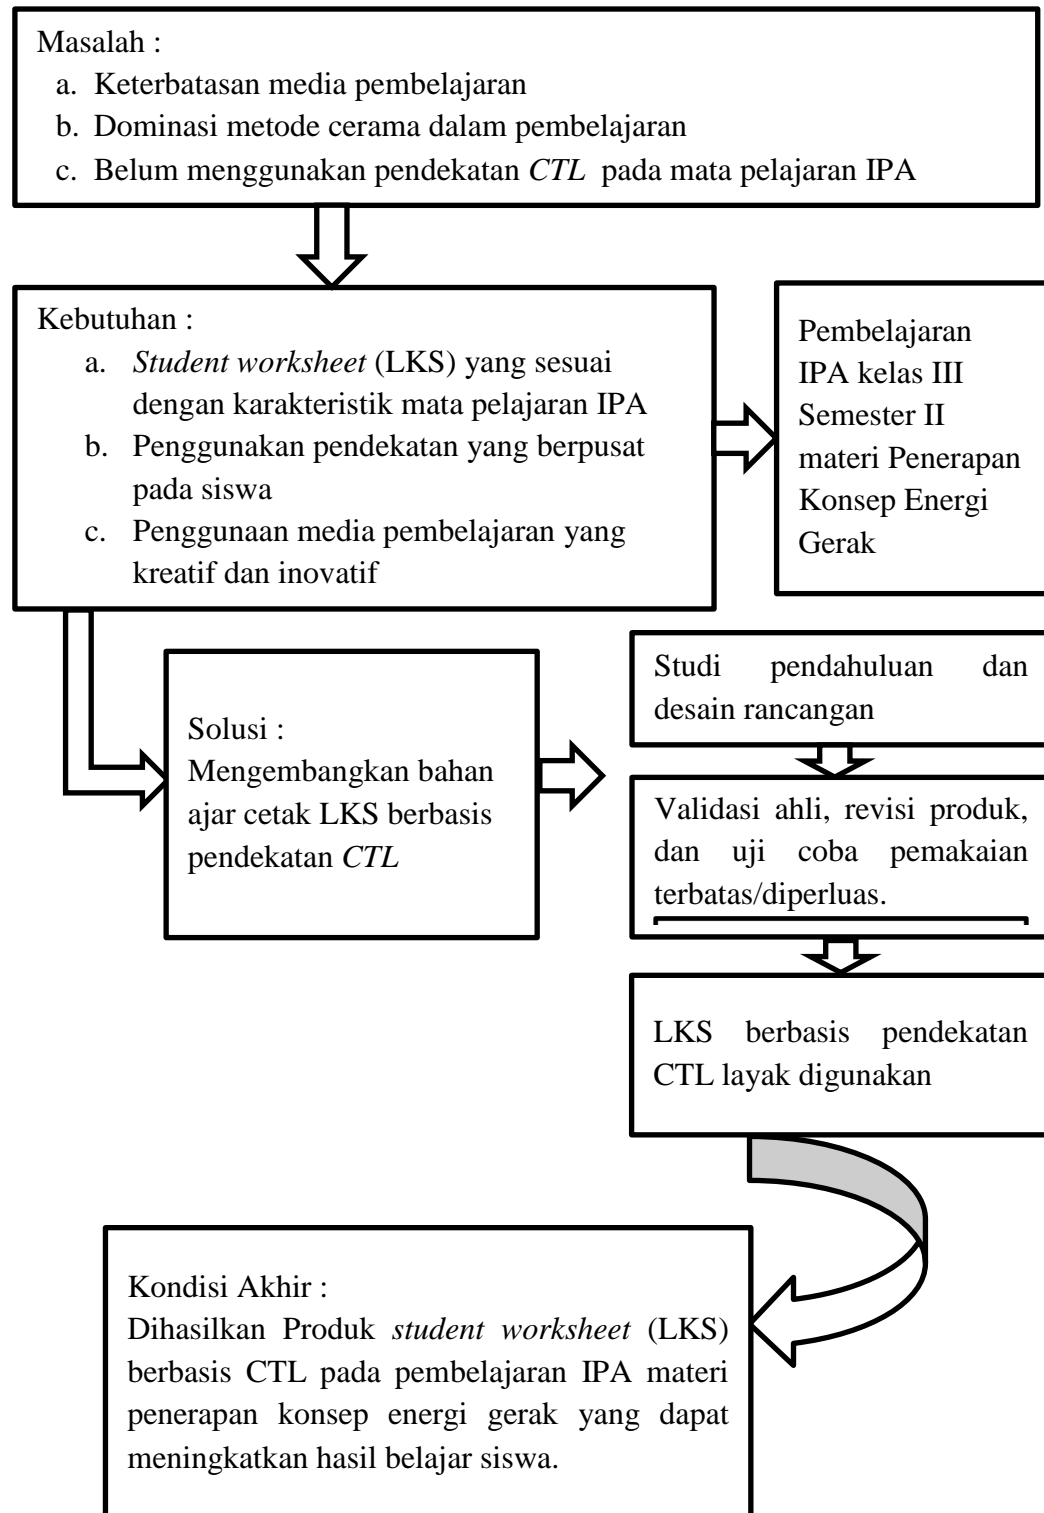 Masalah :
a. Keterbatasan media pembelajaran
b. Dominasi metode cerama dalam pembelajaran
c. Belum menggunakan pendekatan CTL pada mata pelajaran IPA
Kebutuhan :
a. Student worksheet (LKS) yang sesuai
dengan karakteristik mata pelajaran IPA
b. Penggunakan pendekatan yang berpusat
pada siswa
c. Penggunaan media pembelajaran yang
kreatif dan inovatif
Pembelajaran
IPA kelas III
Semester II
materi Penerapan
Konsep Energi
Gerak
Solusi :
Mengembangkan bahan
ajar cetak LKS berbasis
pendekatan CTL
Studi pendahuluan dan
desain rancangan
Validasi ahli, revisi produk,
dan uji coba pemakaian
terbatas/diperluas.
LKS berbasis pendekatan
CTL layak digunakan
Kondisi Akhir :
Dihasilkan Produk student worksheet (LKS)
berbasis CTL pada pembelajaran IPA materi
penerapan konsep energi gerak yang dapat
meningkatkan hasil belajar siswa.